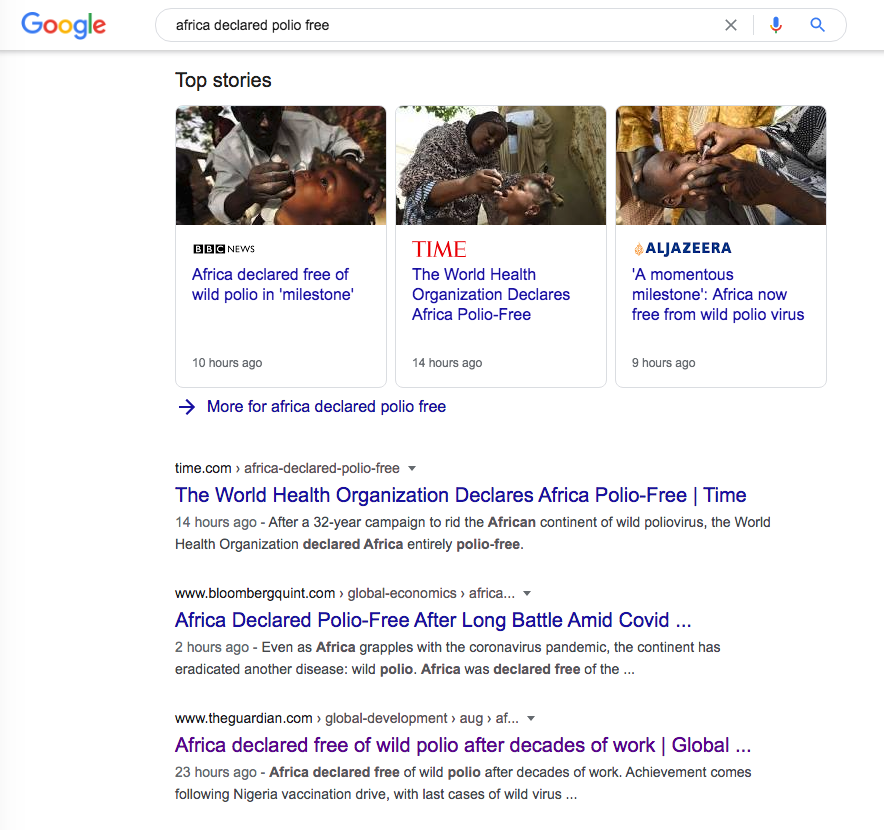 Google
africa declared polio free
Top stories
BBC NEWS
Africa declared free of
wild polio in 'milestone'
10 hours ago
TIME
The World Health
Organization Declares
Africa Polio-Free
14 hours ago
ALJAZEERA
'A momentous
milestone': Africa now
free from wild polio virus
9 hours ago
More for africa declared polio free
time.com › africa-declared-polio-free
The World Health Organization Declares Africa Polio-Free | Time
14 hours ago - After a 32-year campaign to rid the African continent of wild poliovirus, the World
Health Organization declared Africa entirely polio-free.
www.bloombergquint.com › global-economics › africa...
Africa Declared Polio-Free After Long Battle Amid Covid ...
2 hours ago - Even as Africa grapples with the coronavirus pandemic, the continent has
eradicated another disease: wild polio. Africa was declared free of the ...
www.theguardian.com › global-development › aug › af...
Africa declared free of wild polio after decades of work | Global ...
23 hours ago - Africa declared free of wild polio after decades of work. Achievement comes
following Nigeria vaccination drive, with last cases of wild virus ...